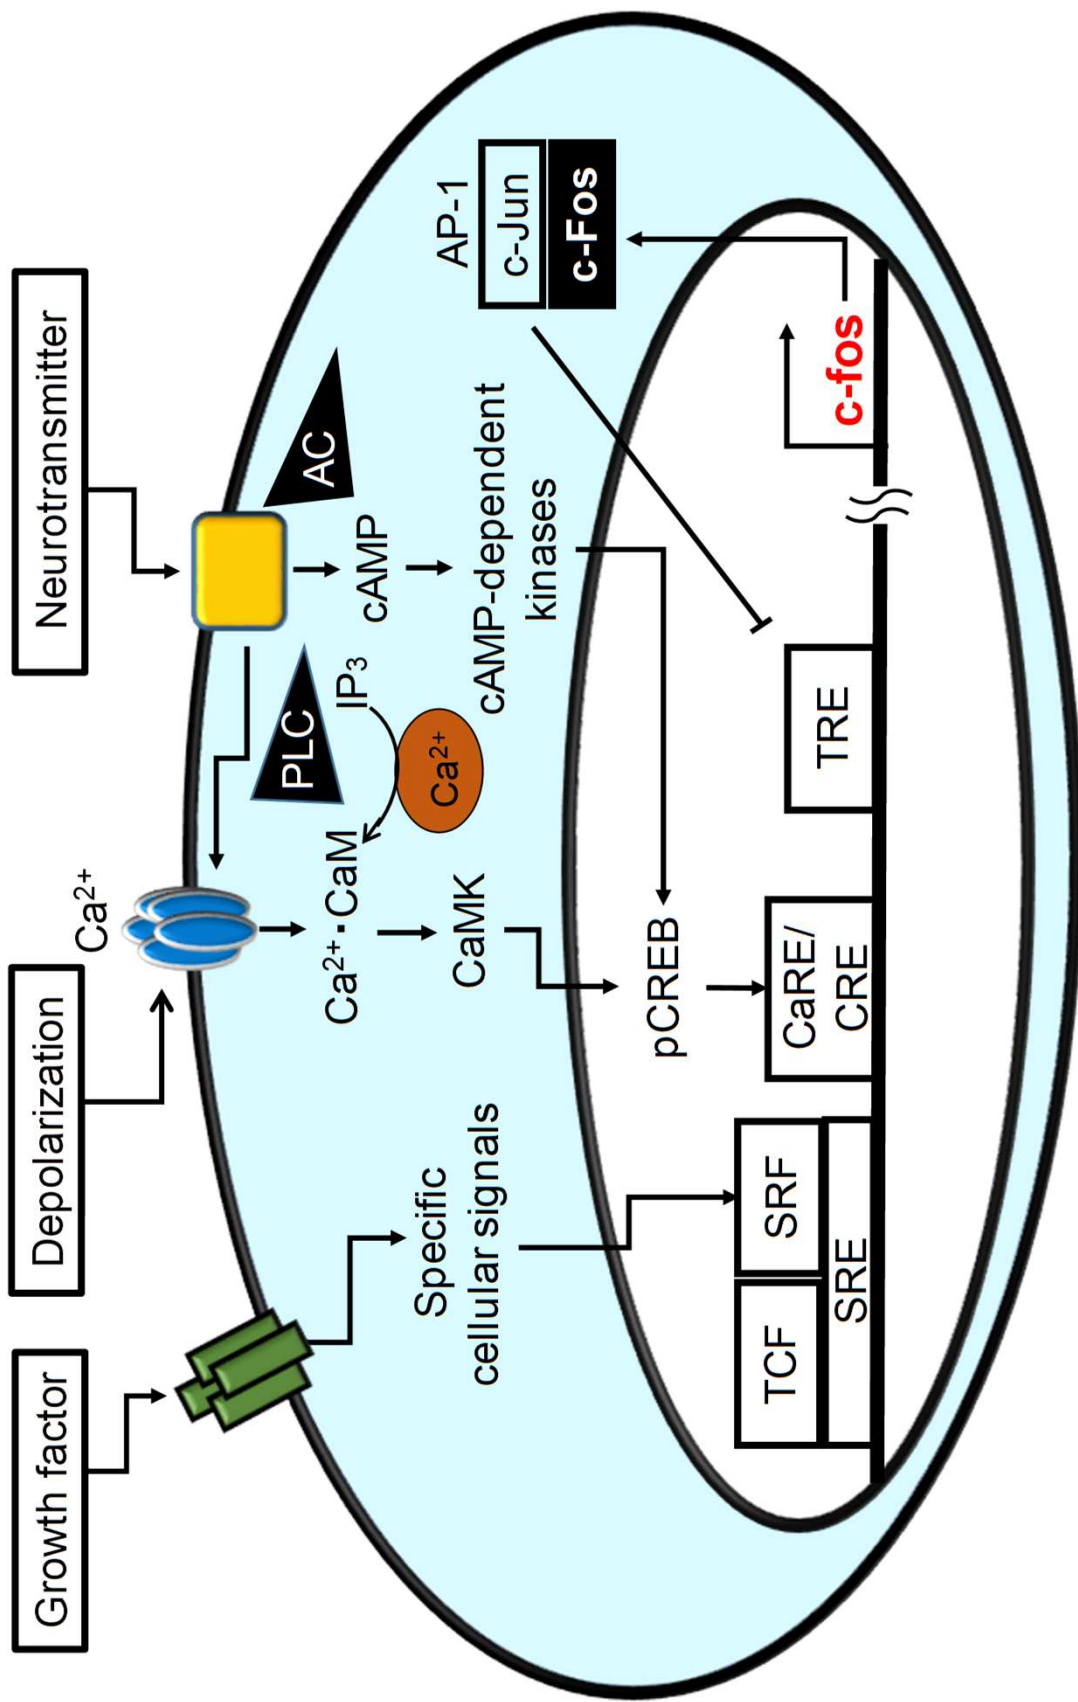 Growth factor
Depolarization
Neurotransmitter
Ca²⁺
PLC
AC
IP₃
cAMP
Ca²⁺·CaM
Ca²⁺
Specific
cellular signals
CaMK
cAMP-dependent
kinases
AP-1
c-Jun
c-Fos
pCREB
TCF
SRF
SRE
CaRE/
CRE
TRE
c-fos